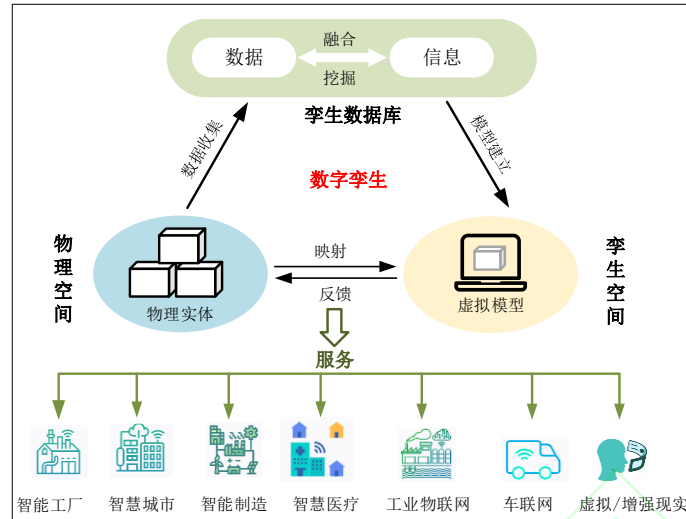 融合
数据
信息
挖掘
孪生数据库
数据收集
模型建立
数字孪生
物理空间
孪生空间
映射
反馈
物理实体
虚拟模型
服务
智能工厂
智慧城市
智能制造
智慧医疗
工业物联网
车联网
虚拟/增强现实